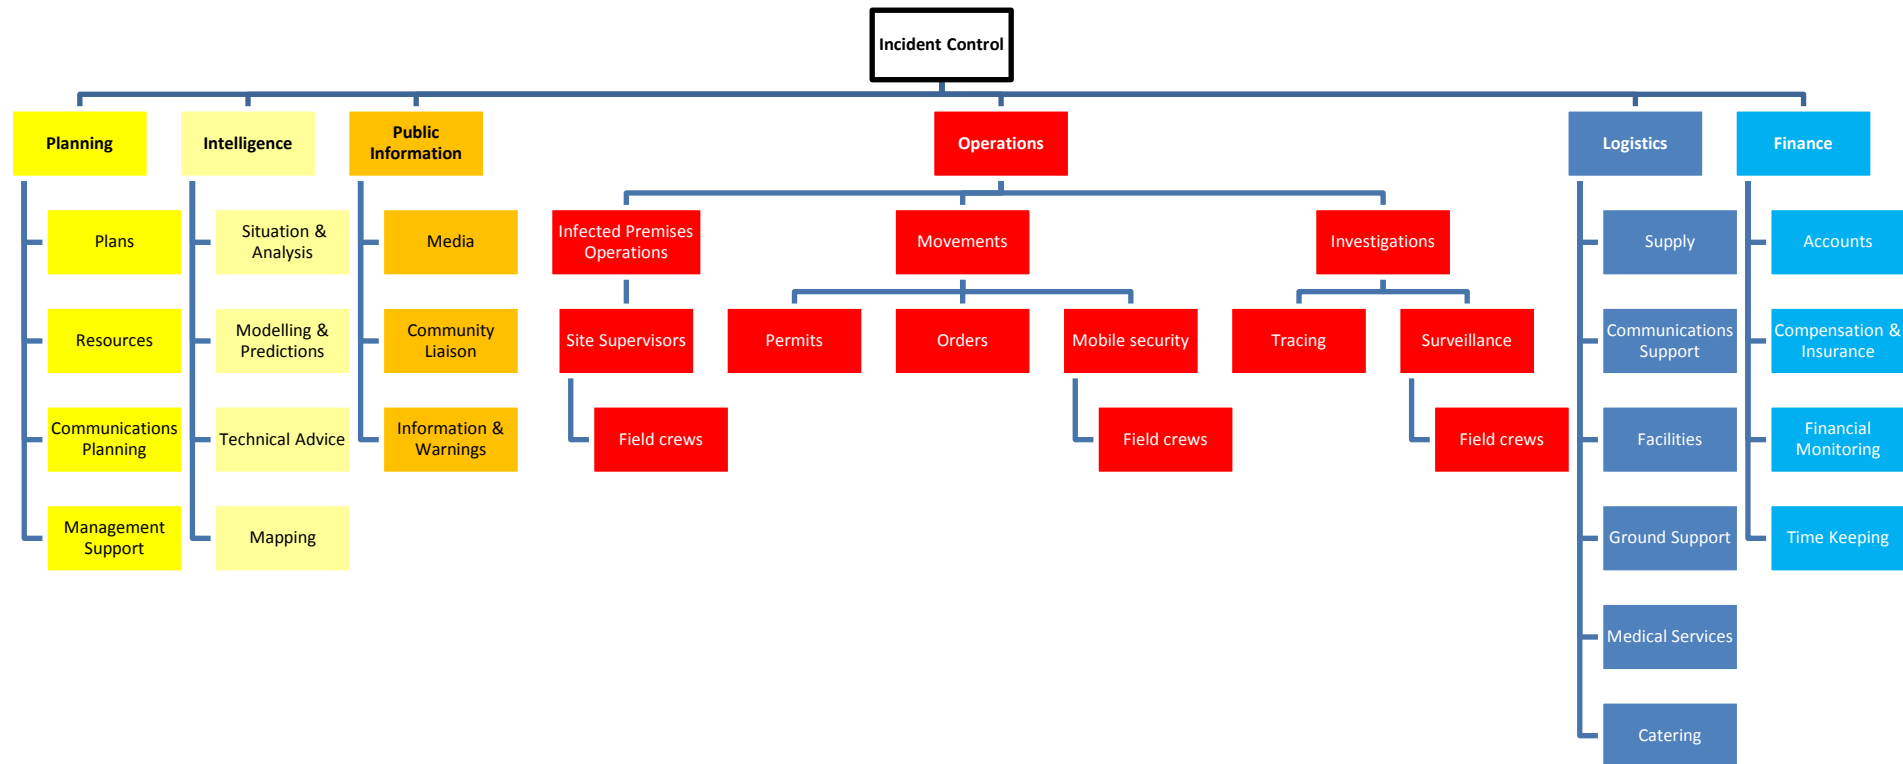 Incident Control
Planning
Intelligence
Public
Information
Operations
Logistics
Finance
Plans
Situation &
Analysis
Media
Infected Premises
Operations
Movements
Investigations
Supply
Accounts
Resources
Modelling &
Predictions
Community
Liaison
Site Supervisors
Permits
Orders
Mobile security
Tracing
Surveillance
Communications
Support
Compensation &
Insurance
Communications
Planning
Technical Advice
Information &
Warnings
Field crews
Field crews
Field crews
Facilities
Financial
Monitoring
Management
Support
Mapping
Ground Support
Time Keeping
Medical Services
Catering